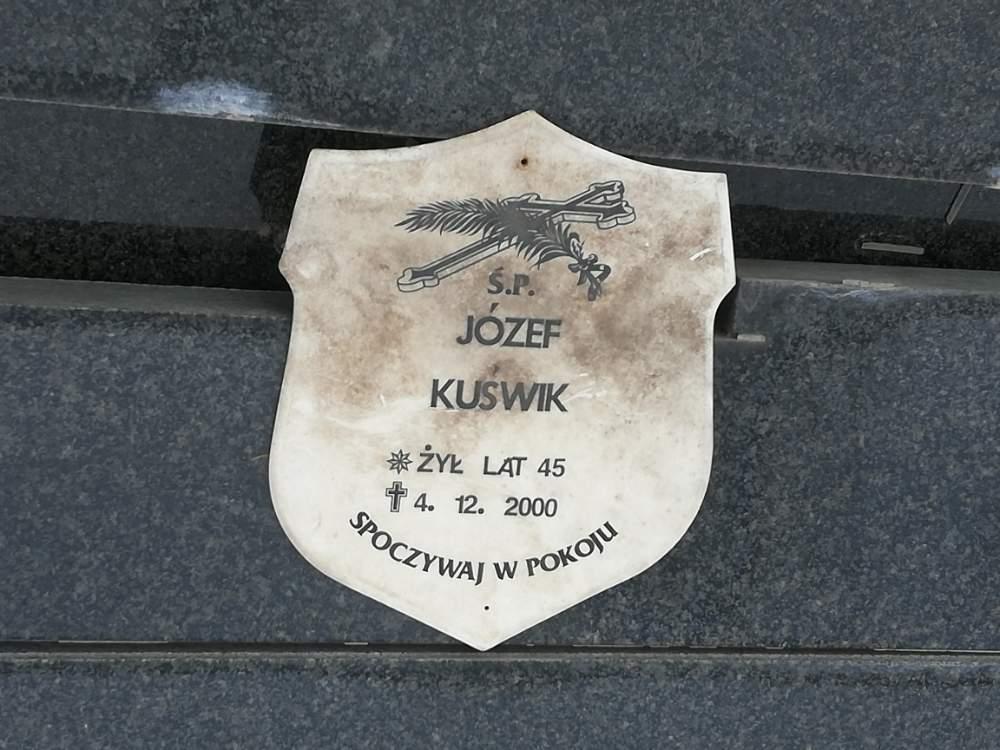 Ś.P.
JÓZEF
KUSWIK
ŻYŁ LAT 45
4. 12. 2000
SPOCZYWAJ W POKOJU